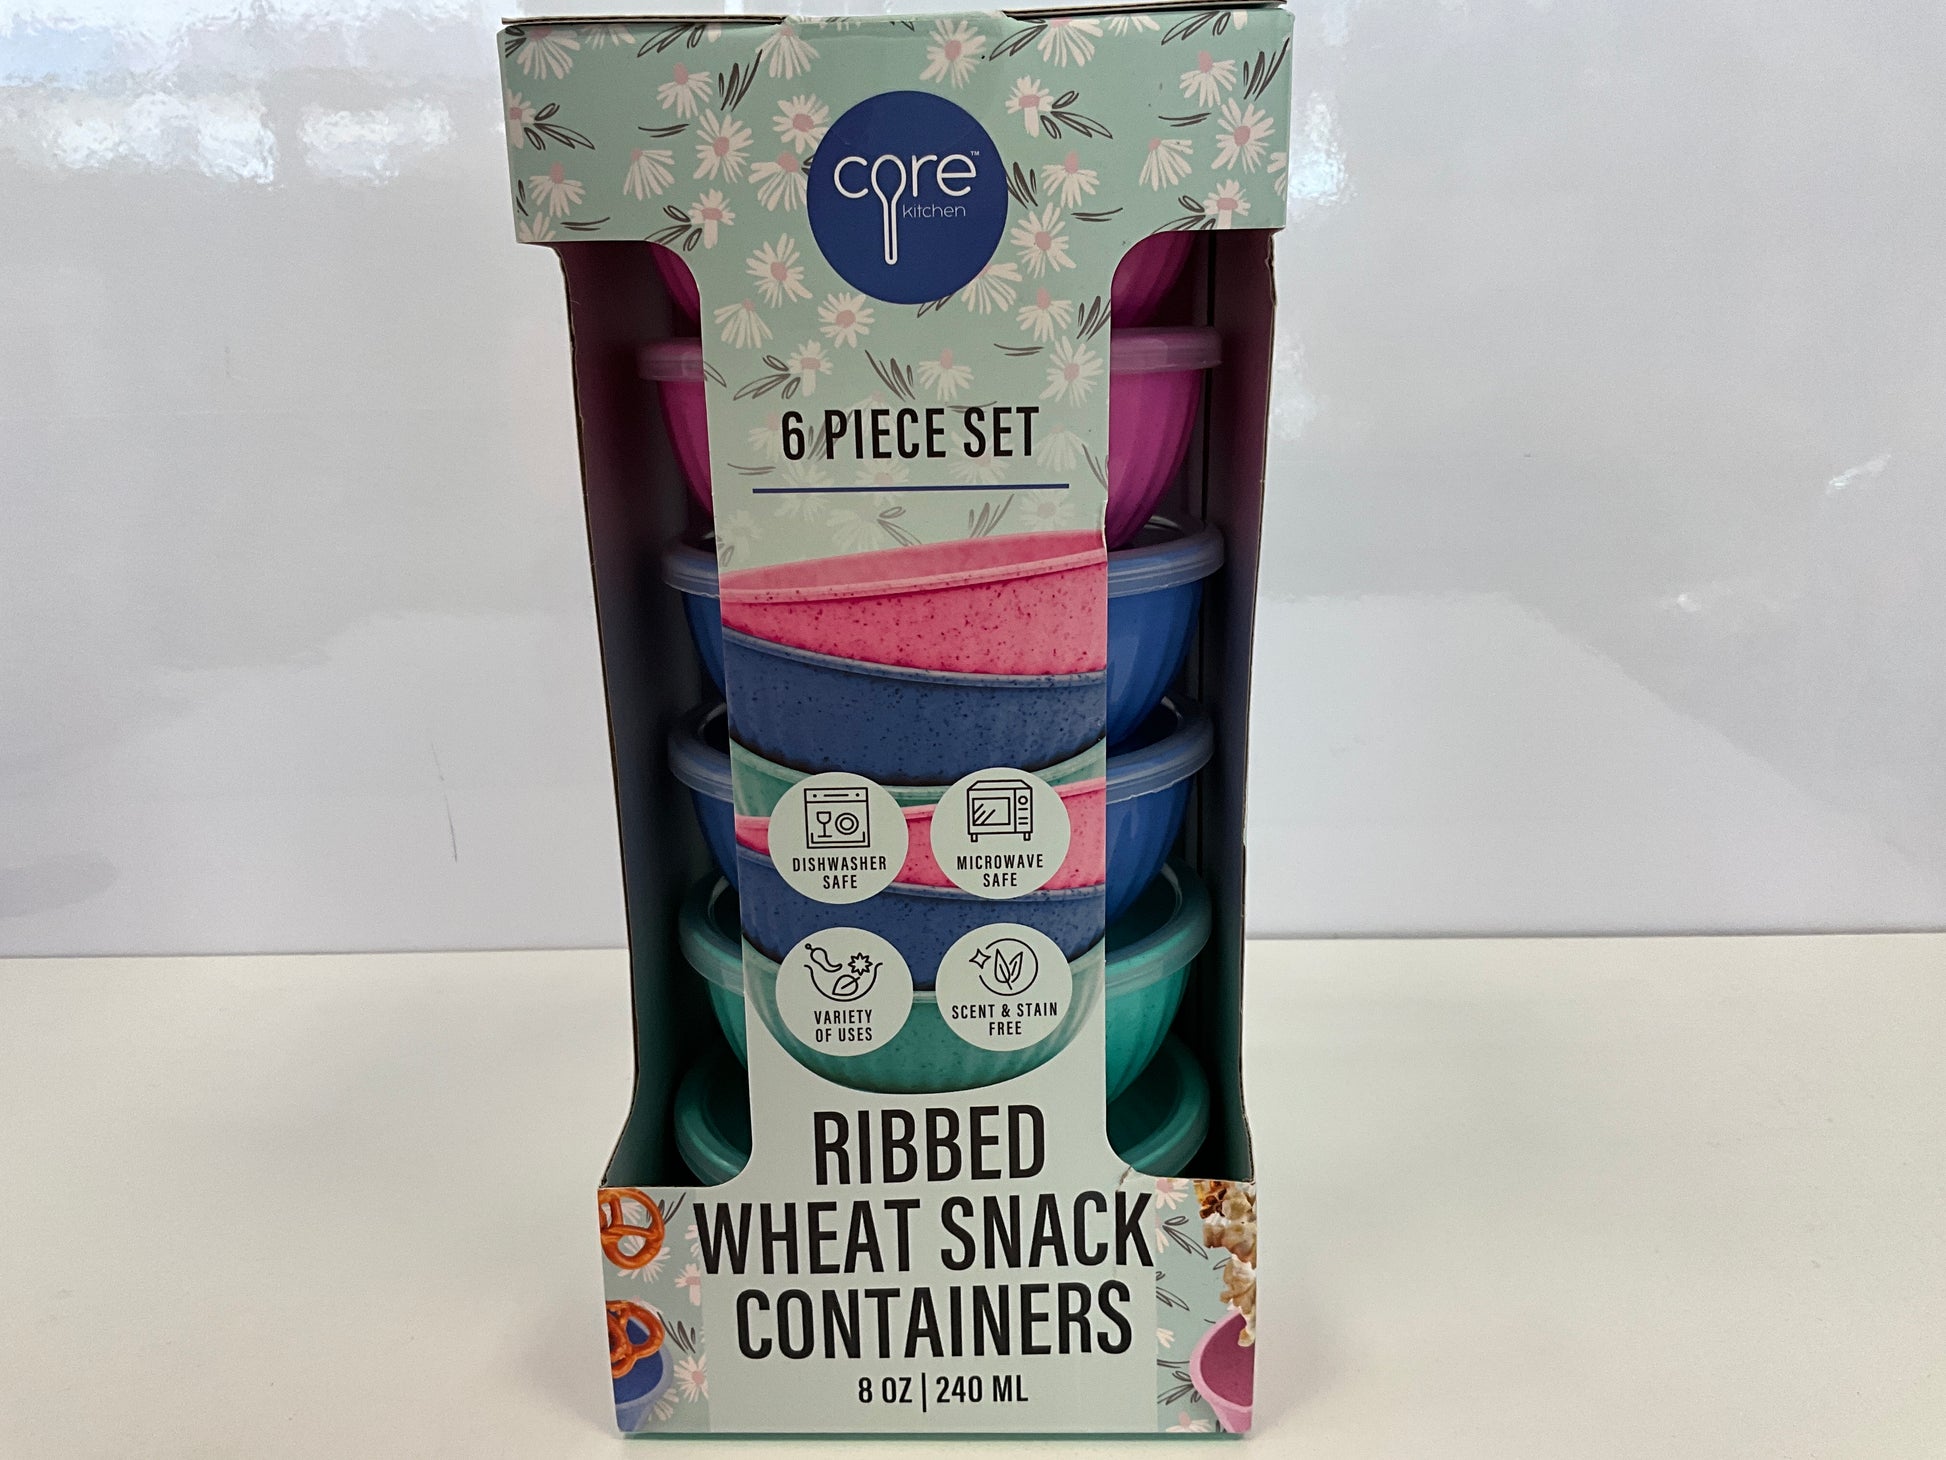 core™
kitchen
6 PIECE SET
DISHWASHER
SAFE
MICROWAVE
SAFE
VARIETY
OF USES
SCENT & STAIN
FREE
RIBBED
WHEAT SNACK
CONTAINERS
8 OZ | 240 ML